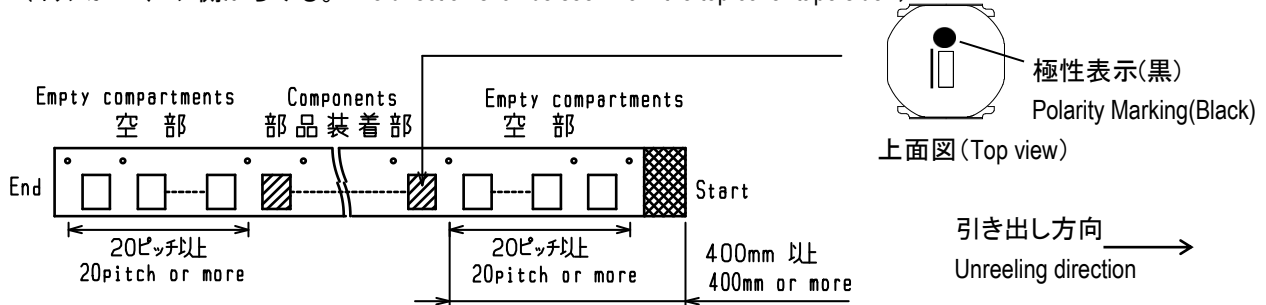 極性表示(黒)
Polarity Marking(Black)
上面図(Top view)
Empty compartments
空 部
Components
部品装着部
Empty compartments
空 部
End
Start
20ピッチ以上
20pitch or more
20ピッチ以上
20pitch or more
400mm 以上
400mm or more
引き出し方向
Unreeling direction